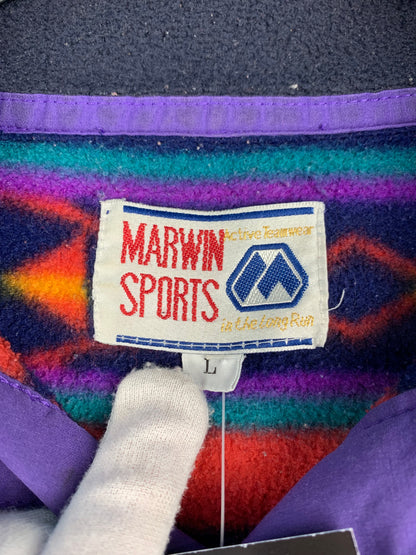 MARWIN
SPORTS
Active Teamwear
in the Long Run
L